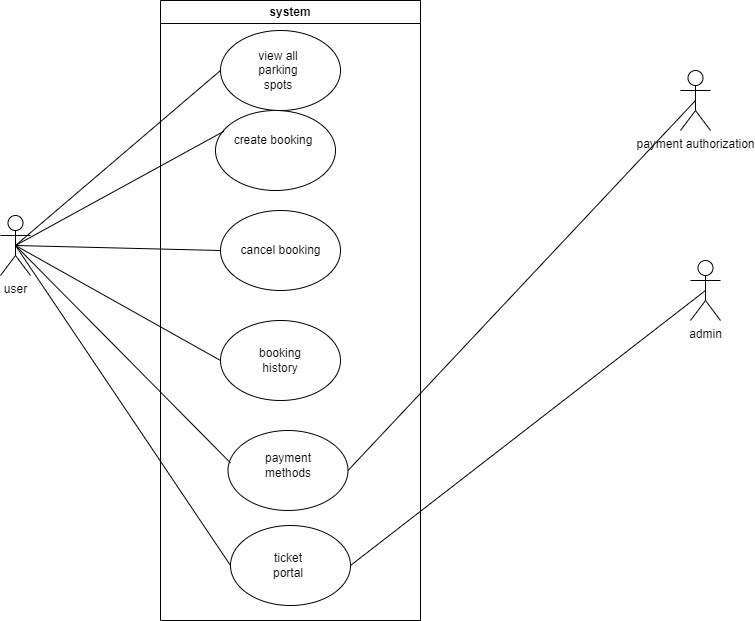 system
view all
parking
spots
create booking
payment authorization
cancel booking
user
admin
booking
history
payment
methods
ticket
portal